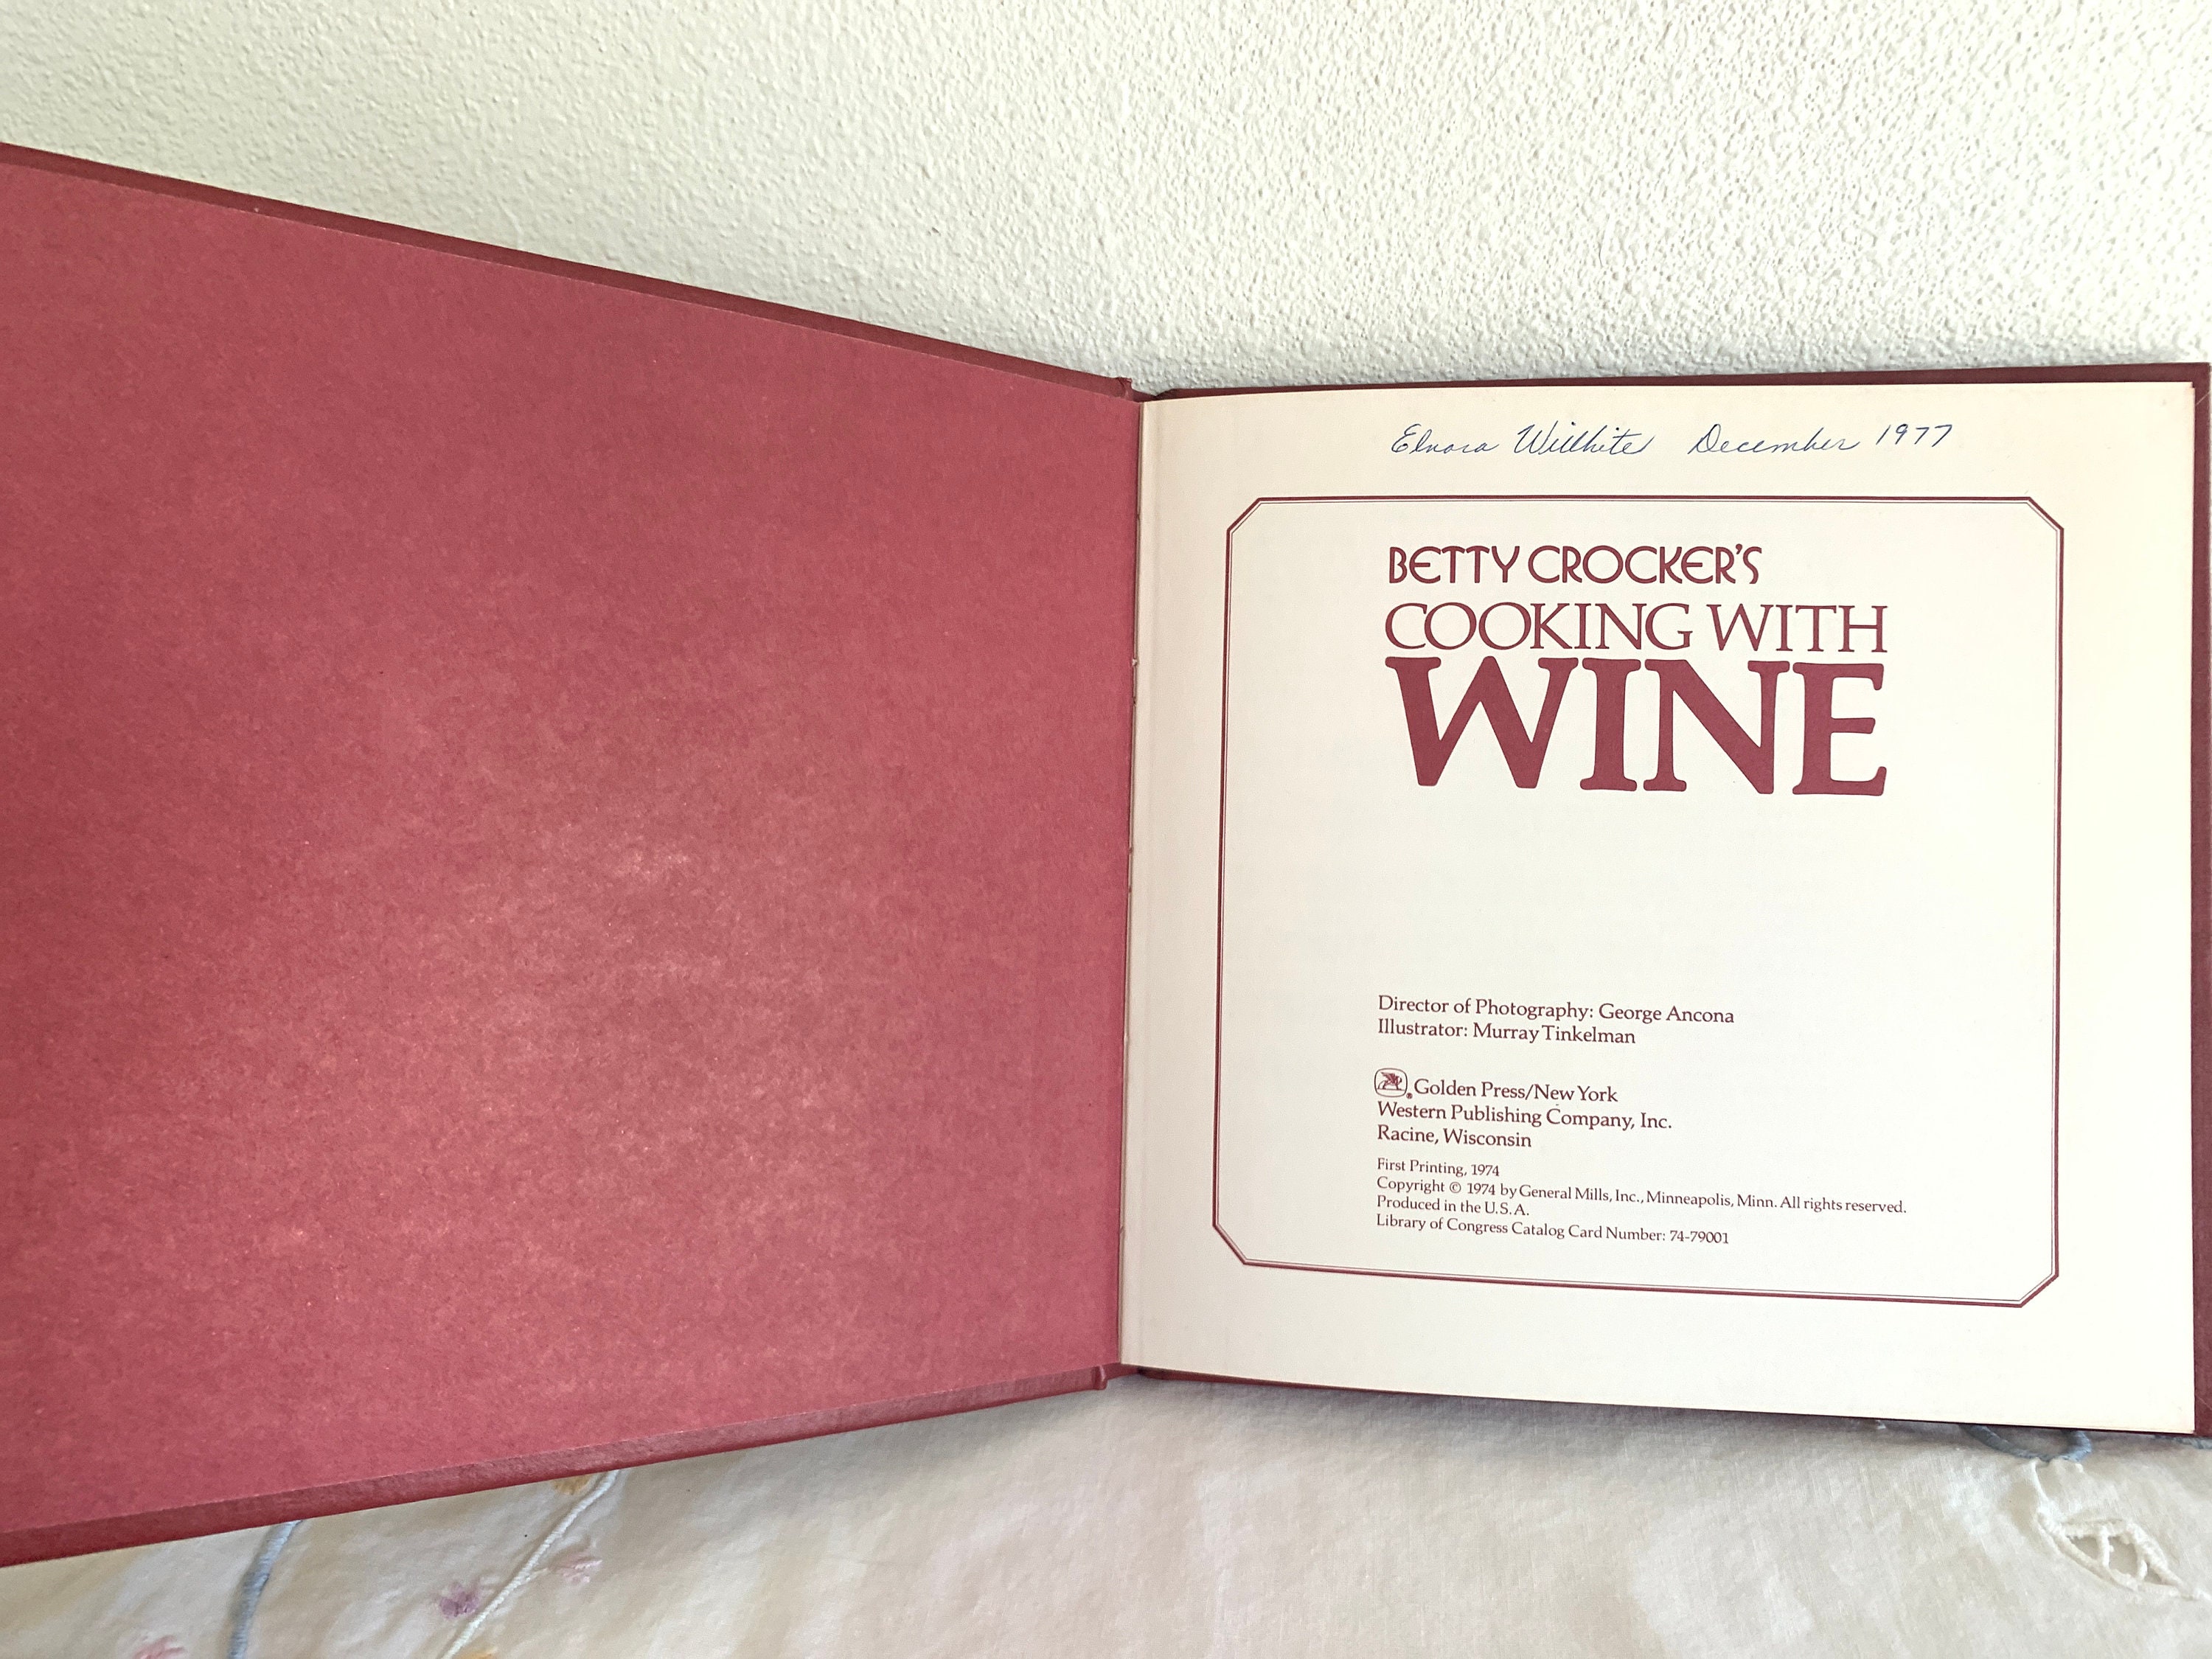 Elnora Willhite December 1977
BETTY CROCKER'S
COOKING WITH
WINE
Director of Photography: George Ancona
Illustrator: Murray Tinkelman
® Golden Press/New York
Western Publishing Company, Inc.
Racine, Wisconsin
First Printing, 1974
Copyright © 1974 by General Mills, Inc., Minneapolis, Minn. All rights reserved.
Produced in the U.S.A.
Library of Congress Catalog Card Number: 74-79001